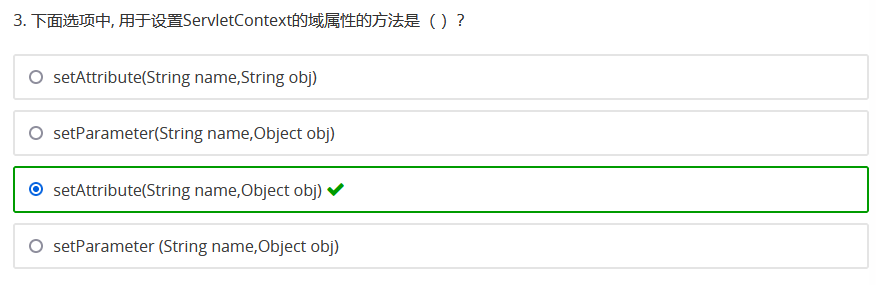 3. 下面选项中, 用于设置ServletContext的域属性的方法是（ ）?
setAttribute(String name,String obj)
setParameter(String name,Object obj)
setAttribute(String name,Object obj)
setParameter (String name,Object obj)